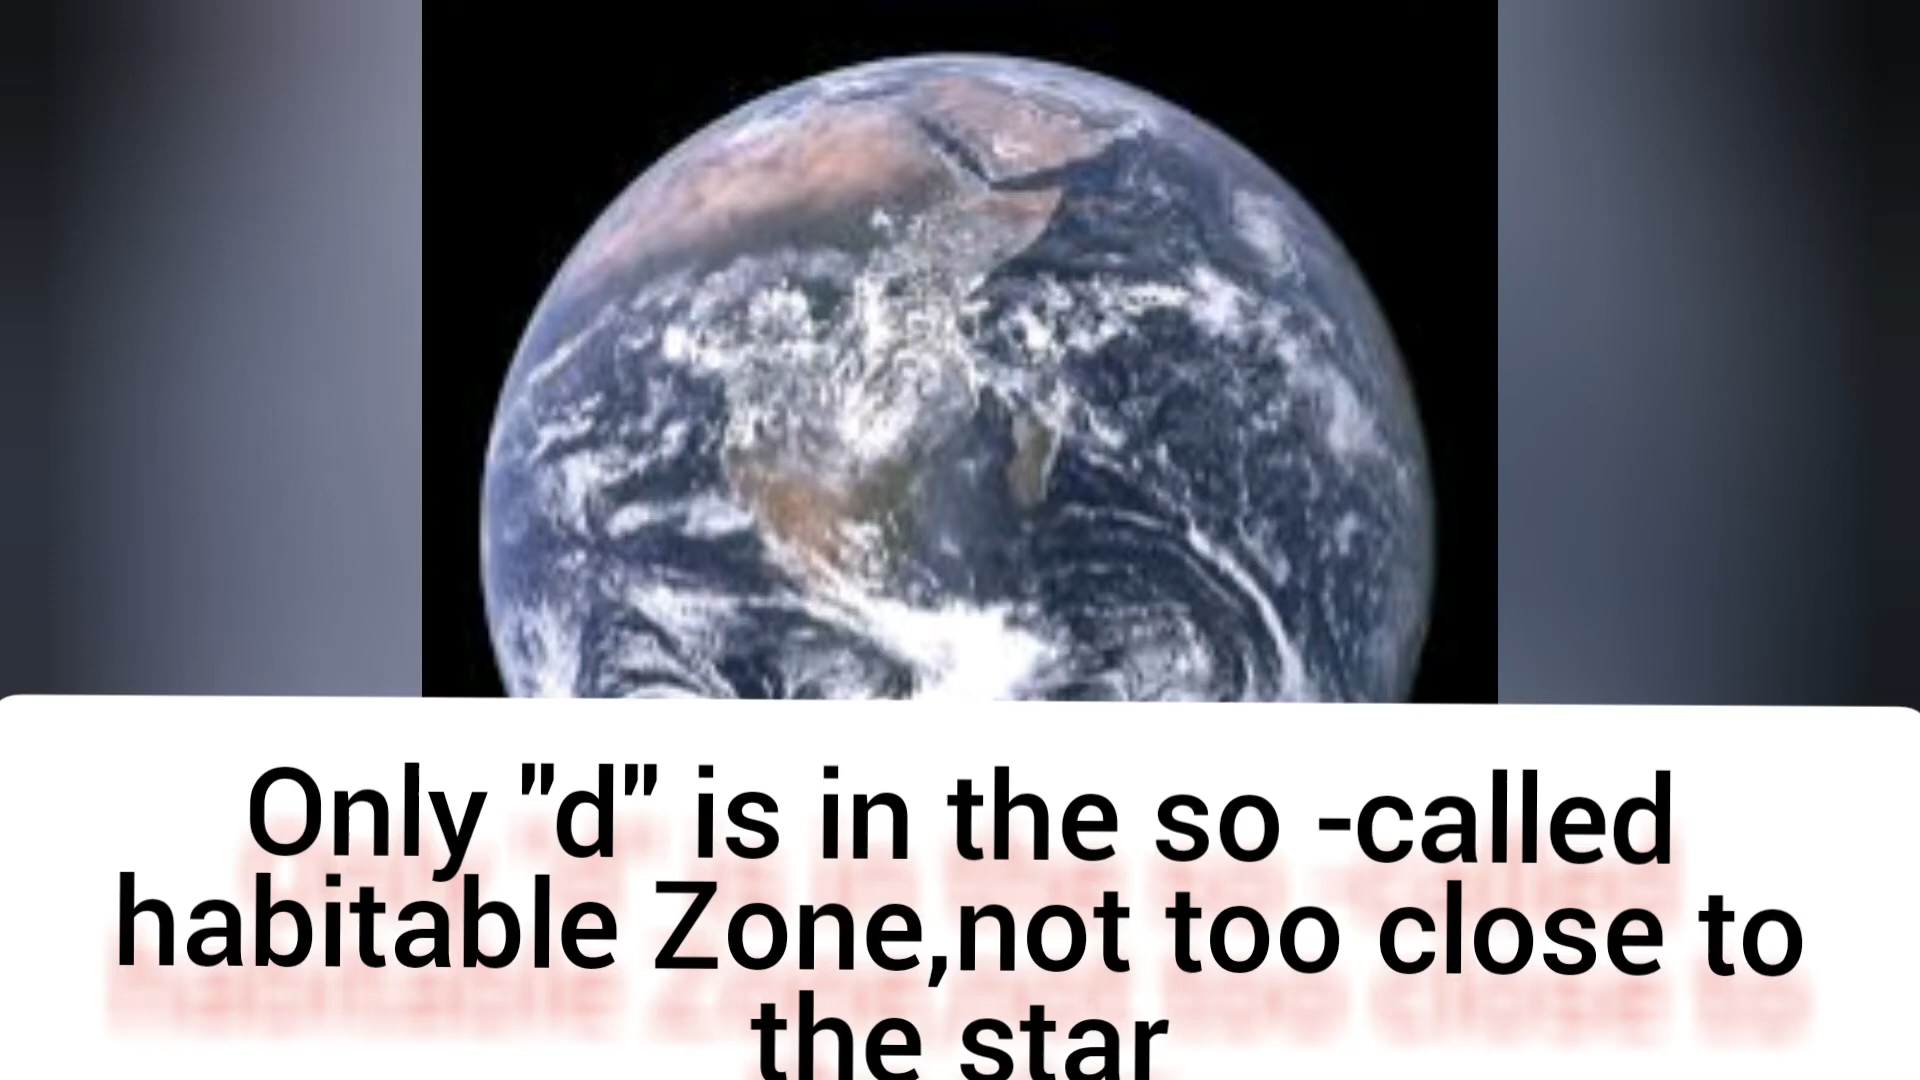 Only "d" is in the so -called
habitable Zone,not too close to
the star